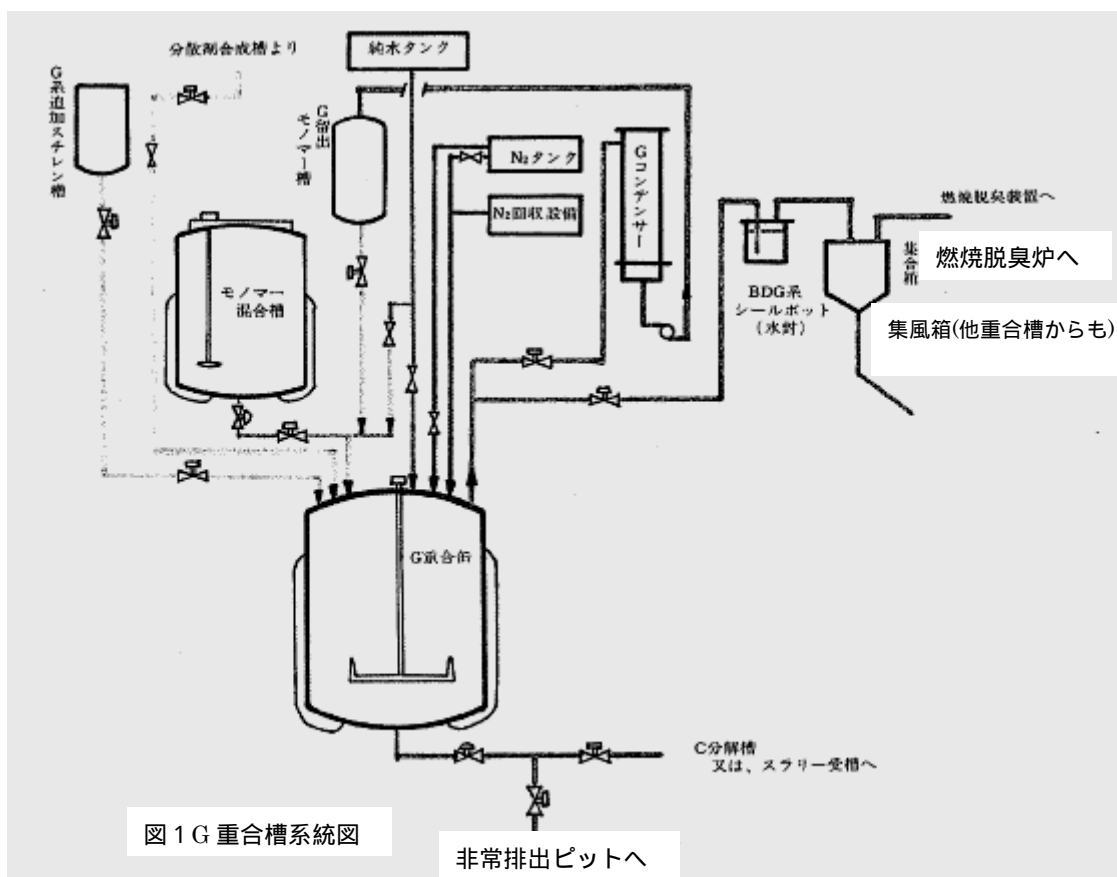 分散剤合成槽より
純水タンク
G系追加スチレン槽
G留出
モノマー槽
N₂タンク
N₂回収設備
Gコンデンサー
モノマー
混合槽
燃焼脱臭装置へ
燃焼脱臭炉へ
集合箱
BDG系
シールポット
(水封)
集風箱(他重合槽からも)
G重合缶
C分解槽
又は、スラリー受槽へ
図1G 重合槽系統図
非常排出ピットへ